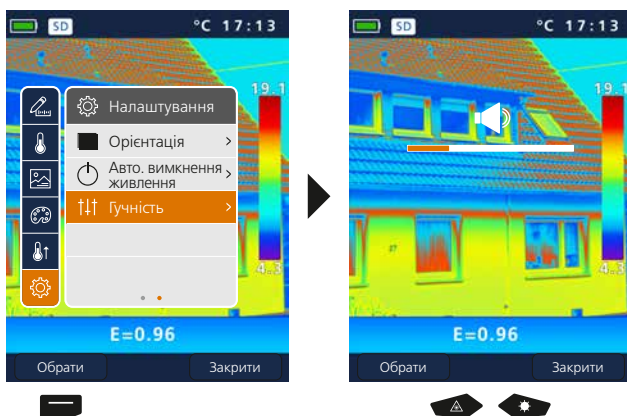 SD °C 17:13
19.1
Налаштування
Орієнтація
Авто. вимкнення
живлення
Гучність
4.3
E=0.96
Обрати Закрити
SD °C 17:13
19.1
27
4.3
E=0.96
Обрати Закрити